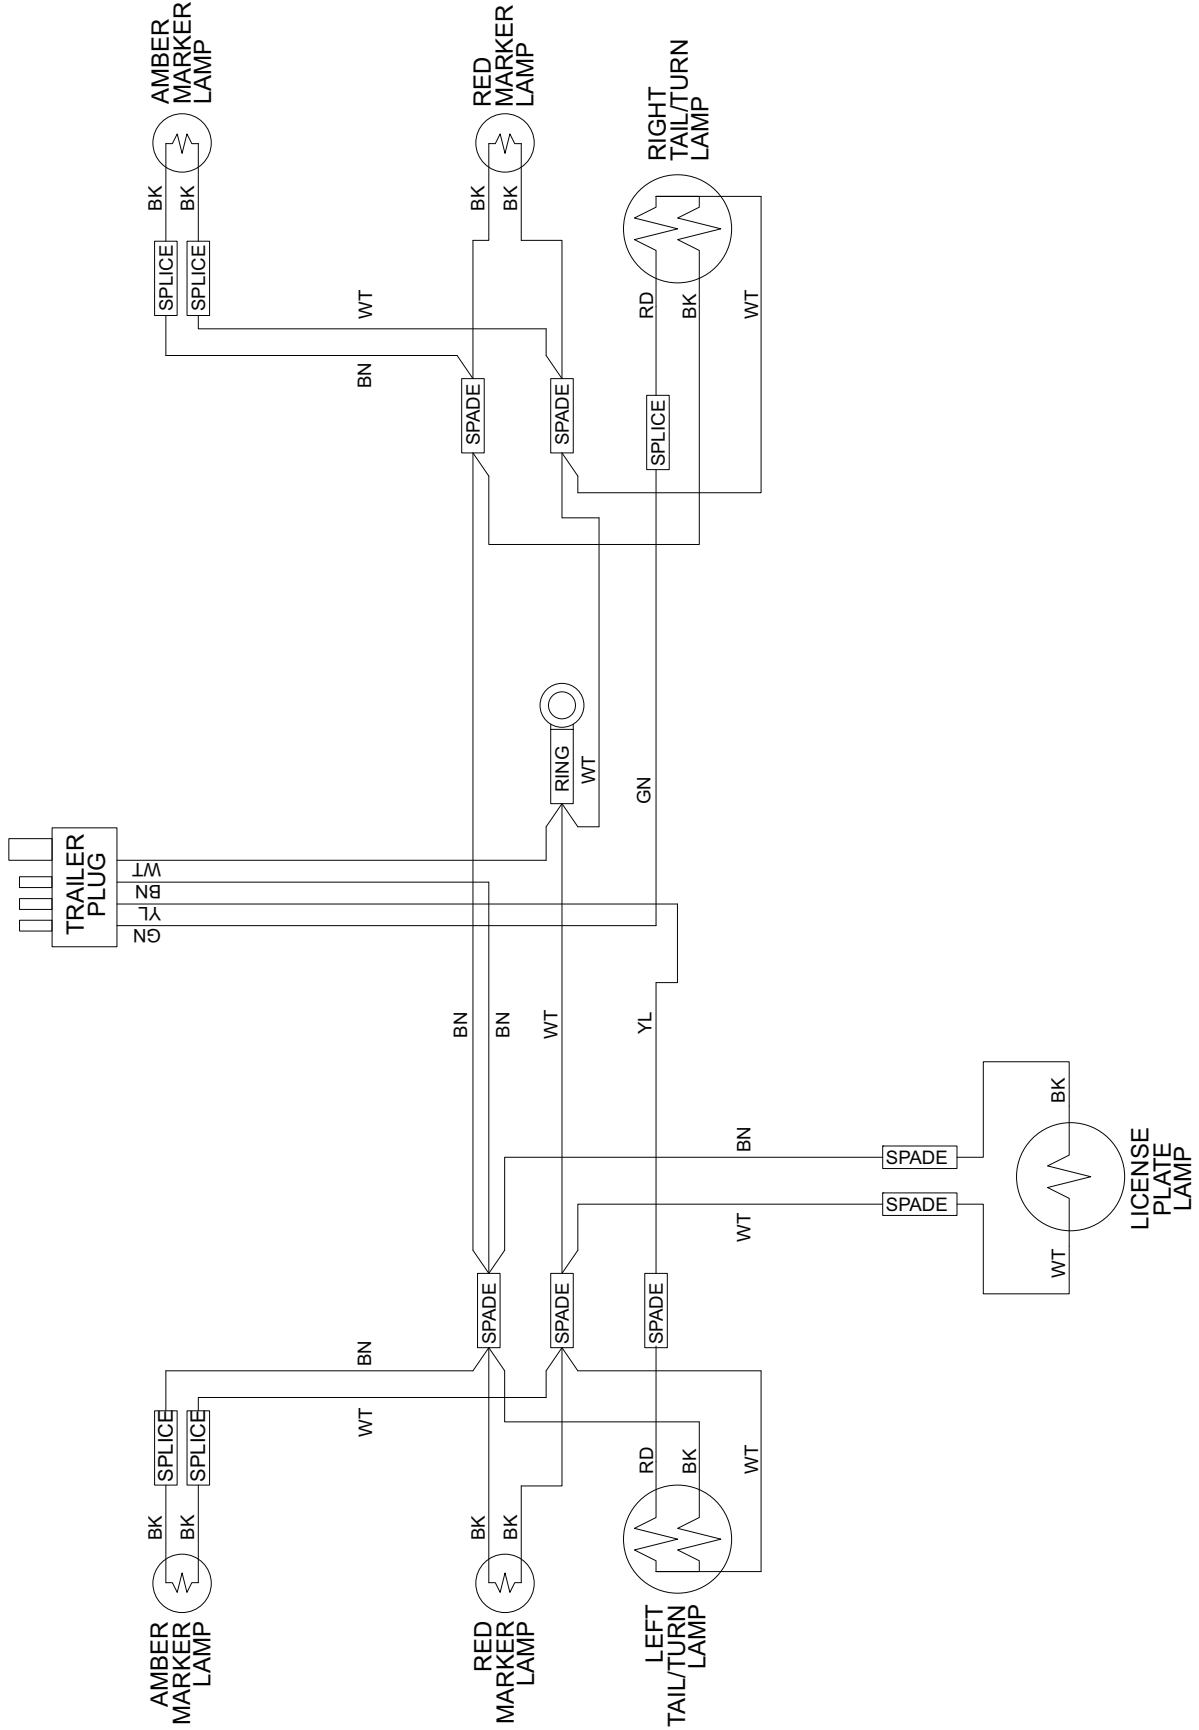 AMBER
MARKER
LAMP
BK
BK
SPLICE
SPLICE
WT
BN
RED
MARKER
LAMP
BK
BK
SPADE
SPADE
RIGHT
TAIL/TURN
LAMP
RD
BK
WT
SPLICE
TRAILER
PLUG
WT
BN
YL
GN
RING
WT
GN
BN
BN
WT
YL
BN
WT
SPADE
SPADE
BK
WT
LICENSE
PLATE
LAMP
SPADE
SPADE
SPADE
BN
WT
SPLICE
SPLICE
BK
BK
AMBER
MARKER
LAMP
BK
BK
RED
MARKER
LAMP
RD
BK
WT
LEFT
TAIL/TURN
LAMP